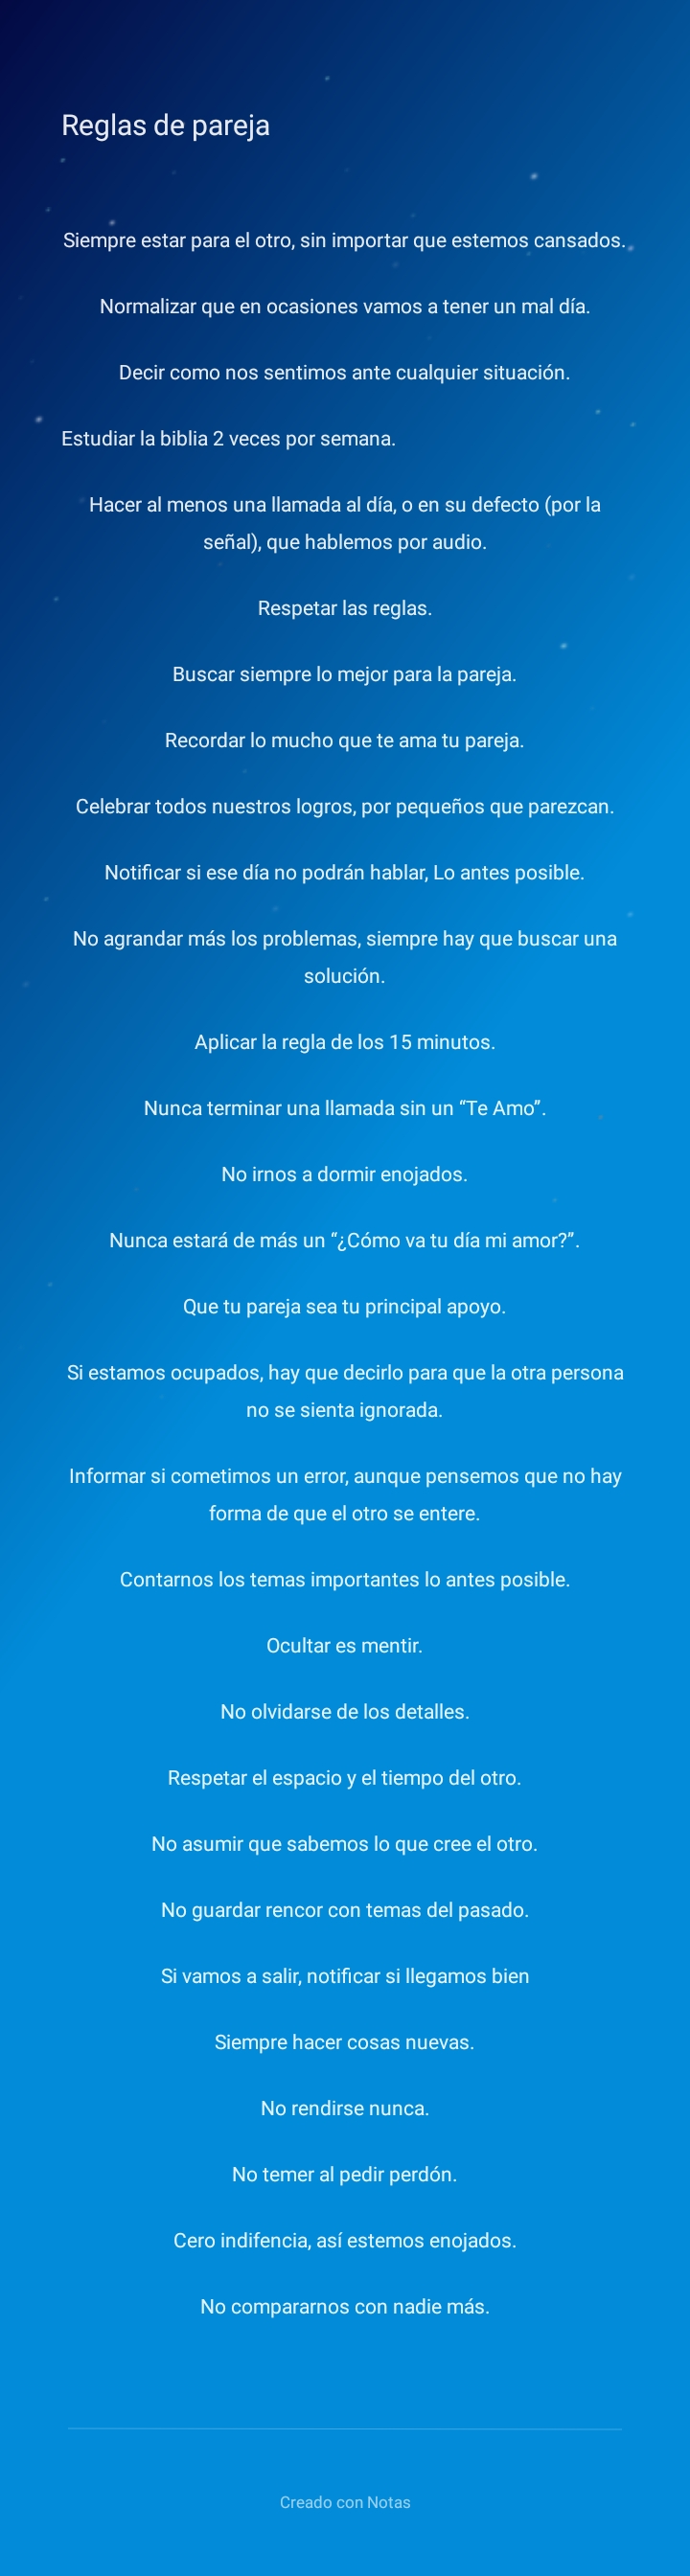 Reglas de pareja
Siempre estar para el otro, sin importar que estemos cansados.
Normalizar que en ocasiones vamos a tener un mal día.
Decir como nos sentimos ante cualquier situación.
Estudiar la biblia 2 veces por semana.
Hacer al menos una llamada al día, o en su defecto (por la
señal), que hablemos por audio.
Respetar las reglas.
Buscar siempre lo mejor para la pareja.
Recordar lo mucho que te ama tu pareja.
Celebrar todos nuestros logros, por pequeños que parezcan.
Notificar si ese día no podrán hablar, Lo antes posible.
No agrandar más los problemas, siempre hay que buscar una
solución.
Aplicar la regla de los 15 minutos.
Nunca terminar una llamada sin un “Te Amo”.
No irnos a dormir enojados.
Nunca estará de más un “¿Cómo va tu día mi amor?”.
Que tu pareja sea tu principal apoyo.
Si estamos ocupados, hay que decirlo para que la otra persona
no se sienta ignorada.
Informar si cometimos un error, aunque pensemos que no hay
forma de que el otro se entere.
Contarnos los temas importantes lo antes posible.
Ocultar es mentir.
No olvidarse de los detalles.
Respetar el espacio y el tiempo del otro.
No asumir que sabemos lo que cree el otro.
No guardar rencor con temas del pasado.
Si vamos a salir, notificar si llegamos bien
Siempre hacer cosas nuevas.
No rendirse nunca.
No temer al pedir perdón.
Cero indifencia, así estemos enojados.
No compararnos con nadie más.
Creado con Notas